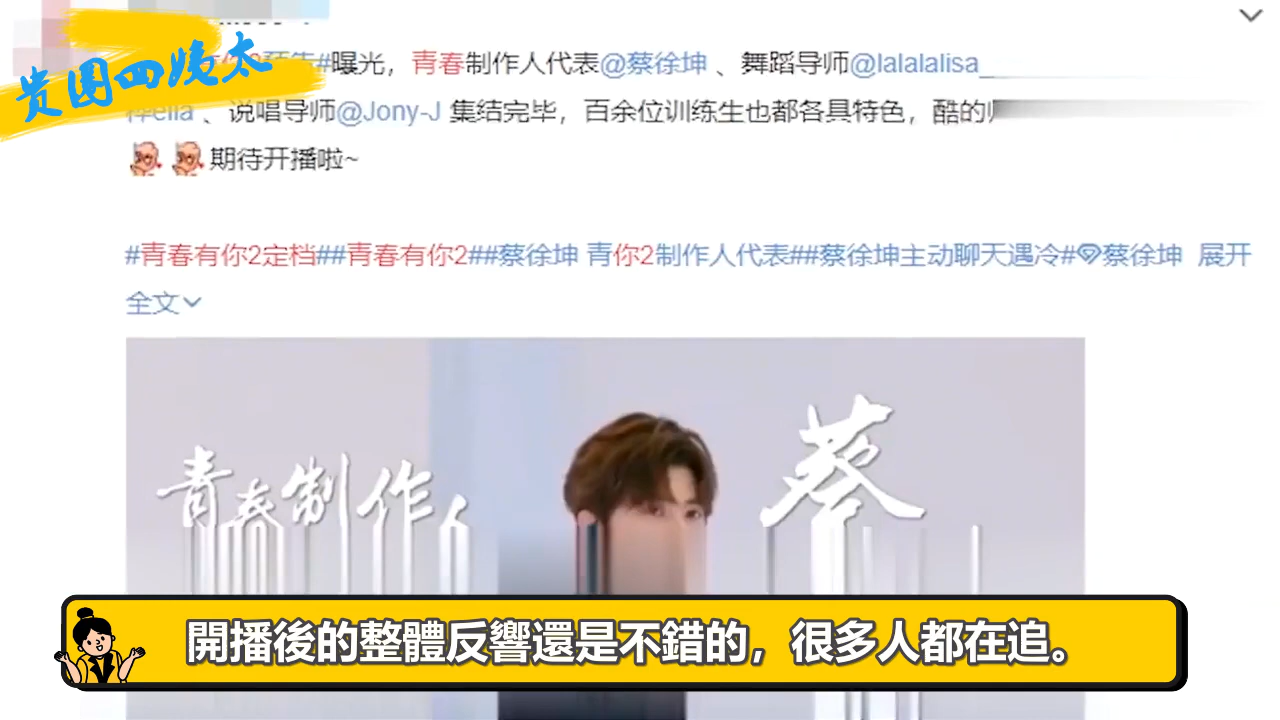 贵圈四姨太
#曝光，青春制作人代表@蔡徐坤 、舞蹈导师@lalalalisa_
ella 、说唱导师@Jony-J 集结完毕，百余位训练生也都各具特色，酷的
期待开播啦~
#青春有你2定档##青春有你2##蔡徐坤 青你2制作人代表##蔡徐坤主动聊天遇冷#蔡徐坤 展开
全文
青春制作人
蔡
開播後的整體反響還是不錯的，很多人都在追。